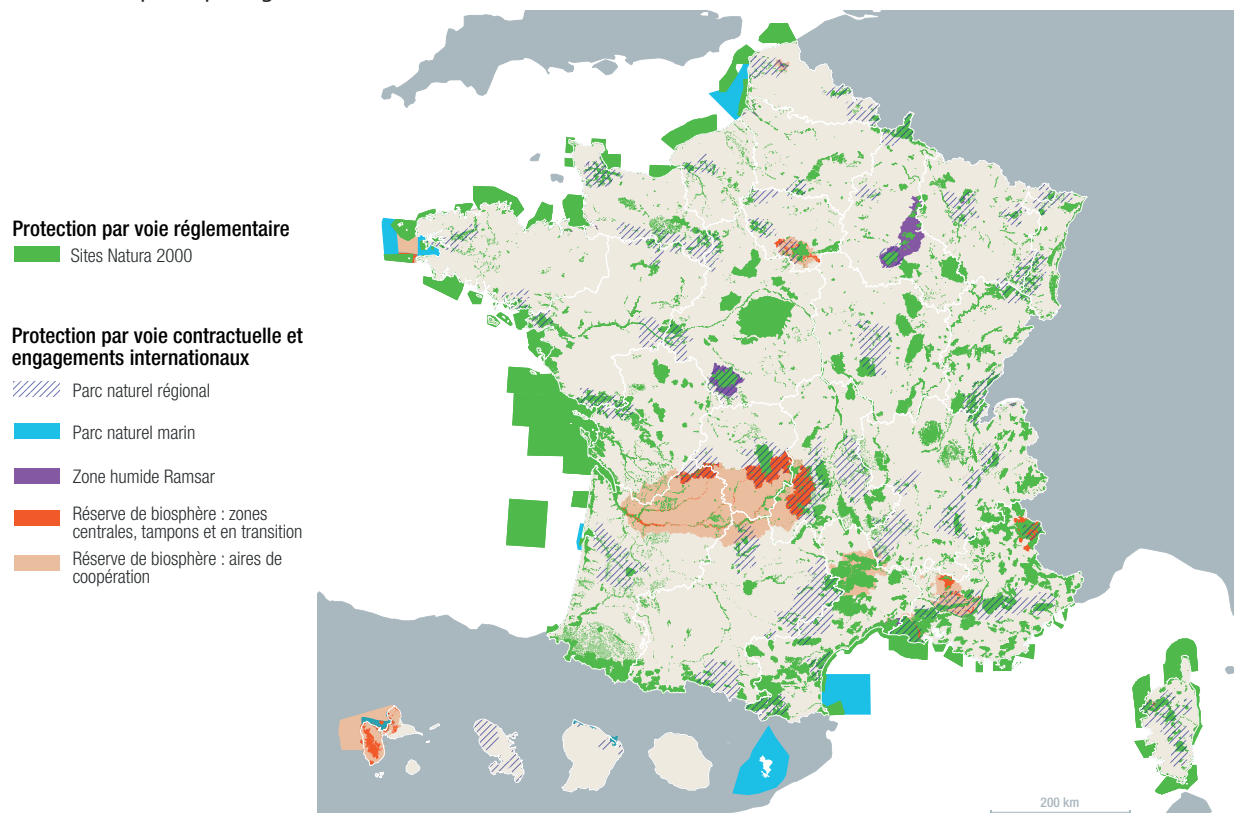 Protection par voie réglementaire
Sites Natura 2000
Protection par voie contractuelle et
engagements internationaux
Parc naturel régional
Parc naturel marin
Zone humide Ramsar
Réserve de biosphère : zones
centrales, tampons et en transition
Réserve de biosphère : aires de
coopération
200 km